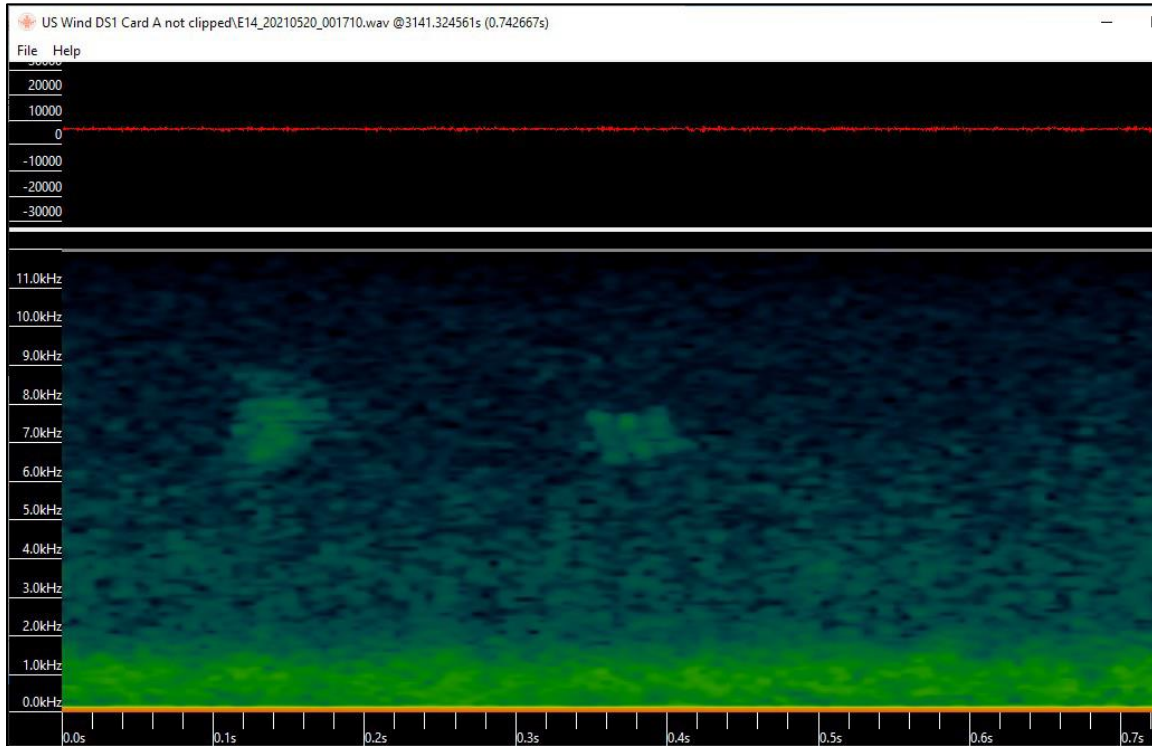 US Wind DS1 Card A not clipped\E14_20210520_001710.wav @3141.324561s (0.742667s)
File Help
30000
20000
10000
0
-10000
-20000
-30000
11.0kHz
10.0kHz
9.0kHz
8.0kHz
7.0kHz
6.0kHz
5.0kHz
4.0kHz
3.0kHz
2.0kHz
1.0kHz
0.0kHz
0.0s 0.1s 0.2s 0.3s 0.4s 0.5s 0.6s 0.7s